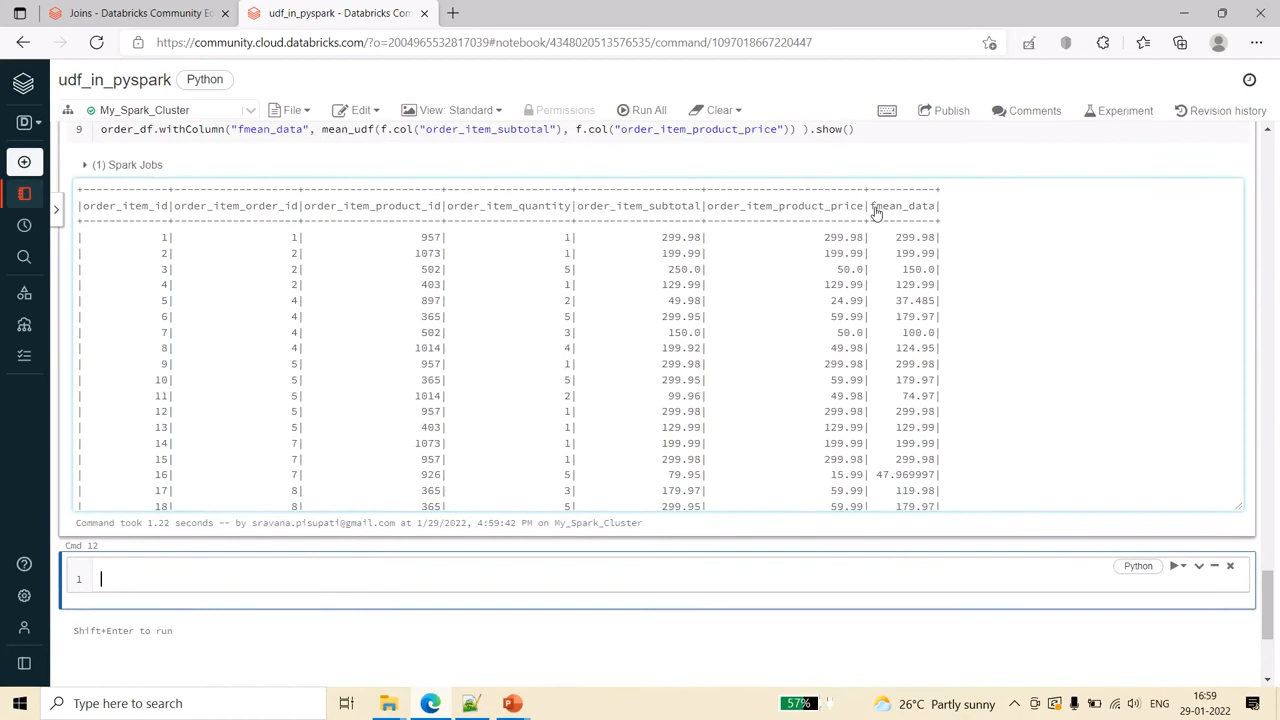 Joins - Databricks Community Ed
udf_in_pyspark - Databricks Com
https://community.cloud.databricks.com/?o=2004965532817039#notebook/4348020513576535/command/1097018667220447
udf_in_pyspark Python
My_Spark_Cluster File Edit View: Standard Permissions Run All Clear Publish Comments Experiment Revision history
9 order_df.withColumn("fmean_data", mean_udf(f.col("order_item_subtotal"), f.col("order_item_product_price")) ).show()
(1) Spark Jobs
+-------------+-------------------+---------------------+-------------------+-------------------+------------------------+----------+
|order_item_id|order_item_order_id|order_item_product_id|order_item_quantity|order_item_subtotal|order_item_product_price|fmean_data|
+-------------+-------------------+---------------------+-------------------+-------------------+------------------------+----------+
| 1| 1| 957| 1| 299.98| 299.98| 299.98|
| 2| 2| 1073| 1| 199.99| 199.99| 199.99|
| 3| 2| 502| 5| 250.0| 50.0| 150.0|
| 4| 2| 403| 1| 129.99| 129.99| 129.99|
| 5| 4| 897| 2| 49.98| 24.99| 37.485|
| 6| 4| 365| 5| 299.95| 59.99| 179.97|
| 7| 4| 502| 3| 150.0| 50.0| 100.0|
| 8| 4| 1014| 4| 199.92| 49.98| 124.95|
| 9| 5| 957| 1| 299.98| 299.98| 299.98|
| 10| 5| 365| 5| 299.95| 59.99| 179.97|
| 11| 5| 1014| 2| 99.96| 49.98| 74.97|
| 12| 5| 957| 1| 299.98| 299.98| 299.98|
| 13| 5| 403| 1| 129.99| 129.99| 129.99|
| 14| 7| 1073| 1| 199.99| 199.99| 199.99|
| 15| 7| 957| 1| 299.98| 299.98| 299.98|
| 16| 7| 926| 5| 79.95| 15.99| 47.969997|
| 17| 8| 365| 3| 179.97| 59.99| 119.98|
| 18| 8| 365| 5| 299.95| 59.99| 179.97|
Command took 1.22 seconds -- by sravana.pisupati@gmail.com at 1/29/2022, 4:59:42 PM on My_Spark_Cluster
Cmd 12
1
Python
Shift+Enter to run
Type here to search
57%
26°C Partly sunny
ENG
16:59
29-01-2022